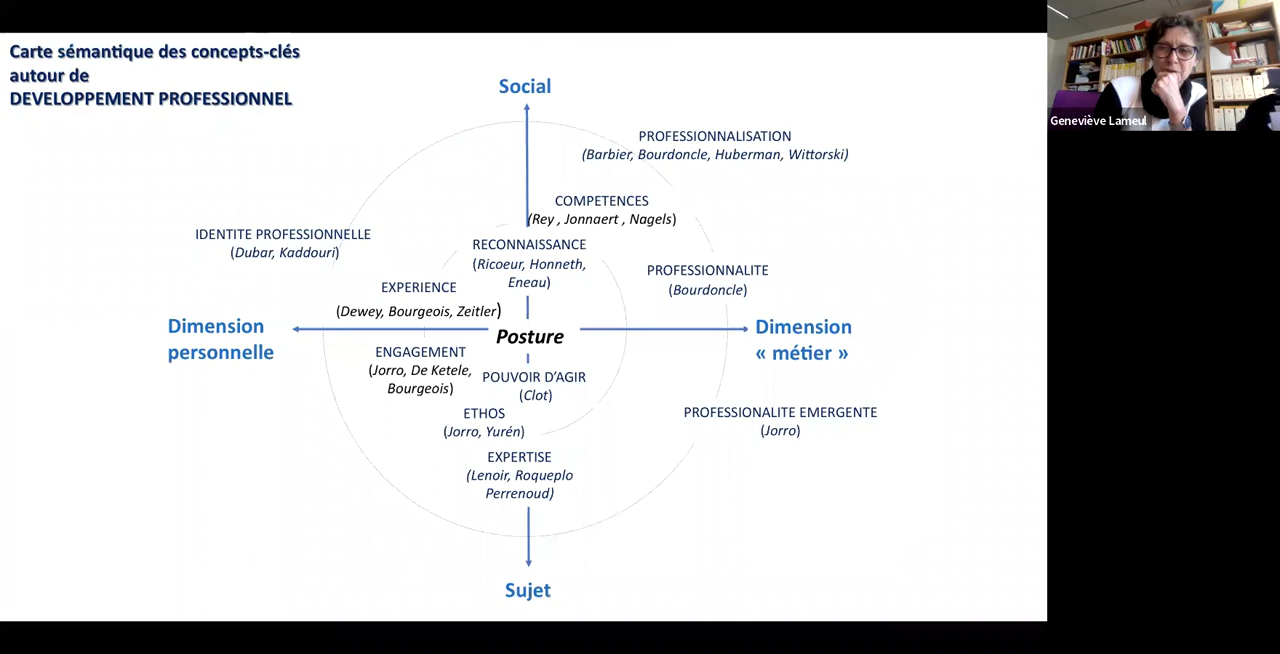 Carte sémantique des concepts-clés
autour de
DEVELOPPEMENT PROFESSIONNEL
Geneviève Lameul
Social
PROFESSIONNALISATION
(Barbier, Bourdoncle, Huberman, Wittorski)
COMPETENCES
(Rey , Jonnaert , Nagels)
IDENTITE PROFESSIONNELLE
(Dubar, Kaddouri)
RECONNAISSANCE
(Ricoeur, Honneth,
Eneau)
PROFESSIONNALITE
(Bourdoncle)
EXPERIENCE
(Dewey, Bourgeois, Zeitler)
Dimension
personnelle
Posture
Dimension
« métier »
ENGAGEMENT
(Jorro, De Ketele,
Bourgeois)
POUVOIR D’AGIR
(Clot)
ETHOS
(Jorro, Yurén)
PROFESSIONALITE EMERGENTE
(Jorro)
EXPERTISE
(Lenoir, Roqueplo
Perrenoud)
Sujet